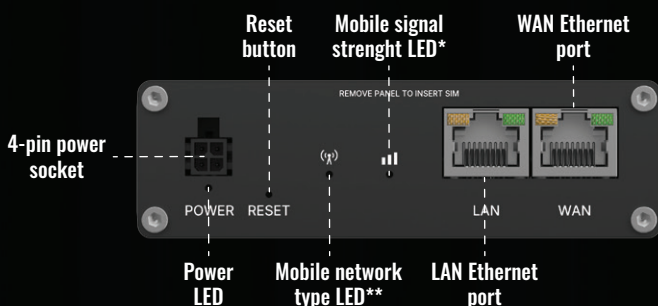 Reset
button
Mobile signal
strenght LED*
WAN Ethernet
port
REMOVE PANEL TO INSERT SIM
4-pin power
socket
POWER RESET LAN WAN
Power
LED
Mobile network
type LED**
LAN Ethernet
port